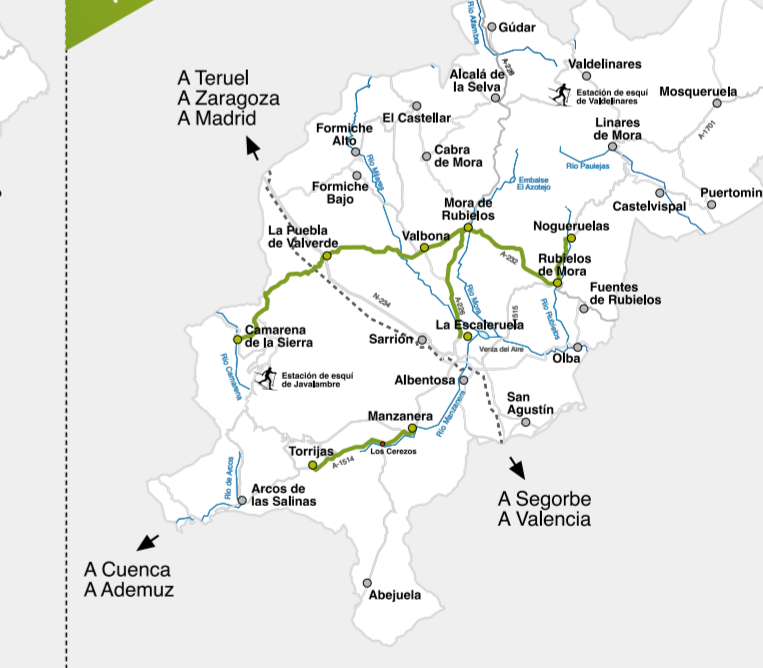 Río Alfambra
Gúdar
A-226
Valdelinares
Alcalá de
la Selva
Estación de esquí
de Valdelinares
Mosqueruela
A Teruel
A Zaragoza
A Madrid
El Castellar
Linares
de Mora
A-1701
Formiche
Alto
Cabra
de Mora
Río Mijares
Río Paulejas
Formiche
Bajo
Embalse
El Azotejo
Castelvispal
Puertomin
Mora de
Rubielos
La Puebla
de Valverde
Valbona
Nogueruelas
A-232
Rubielos
de Mora
Fuentes
de Rubielos
N-234
A-228
Río Mora
1515
Río Rubielos
Camarena
de la Sierra
La Escaleruela
Sarrión
Venta del Aire
Olba
Río Camarena
Estación de esquí
de Javalambre
Albentosa
San
Agustín
Manzanera
Río Manzanera
Torrijas
A-1514
Los Cerezos
Río de Arcos
Arcos de
las Salinas
A Segorbe
A Valencia
A Cuenca
A Ademuz
Abejuela